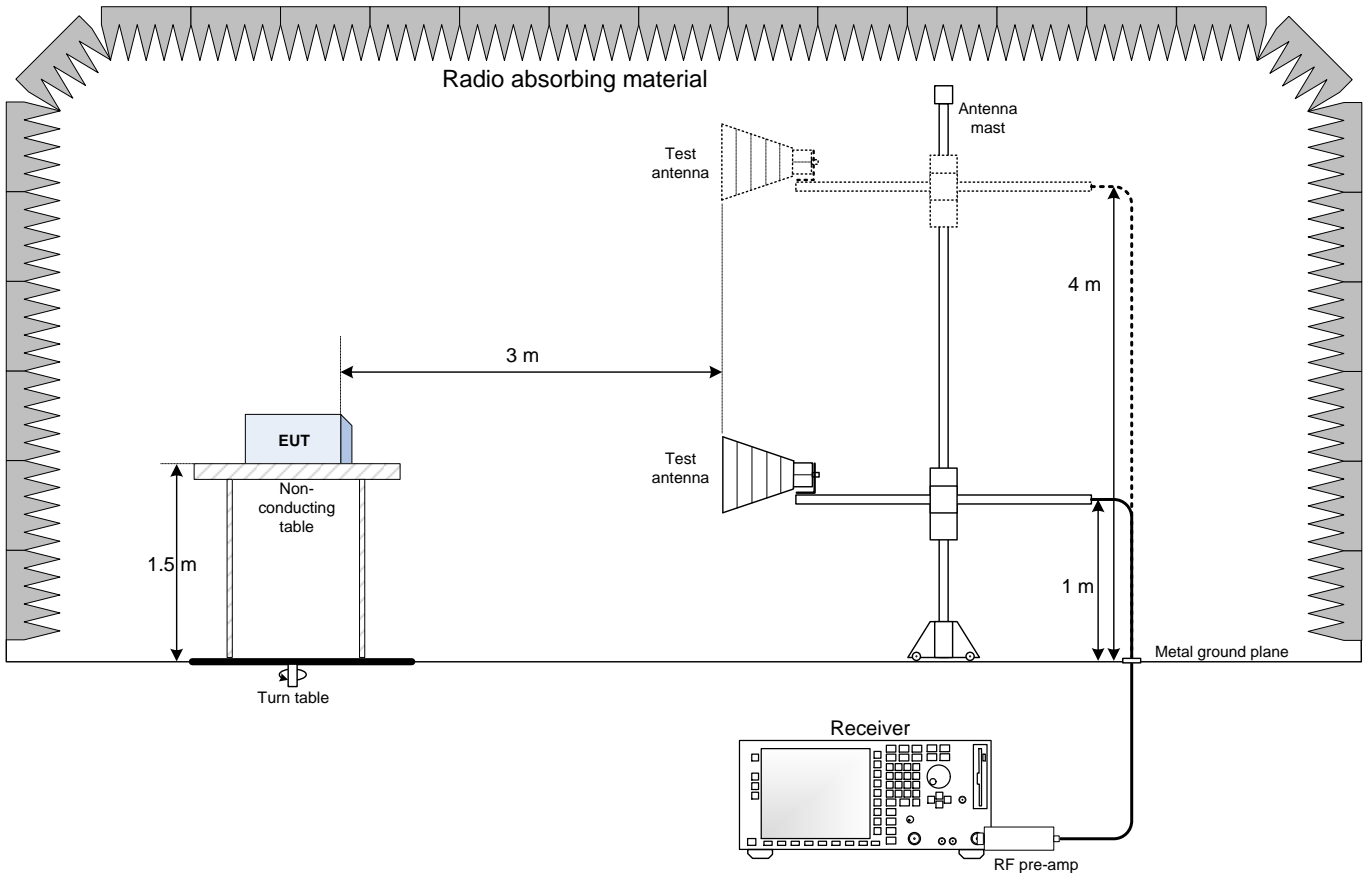 Radio absorbing material
Antenna
mast
Test
antenna
4 m
3 m
EUT
Test
antenna
Non-
conducting
table
1.5 m
1 m
Metal ground plane
Turn table
Receiver
RF pre-amp